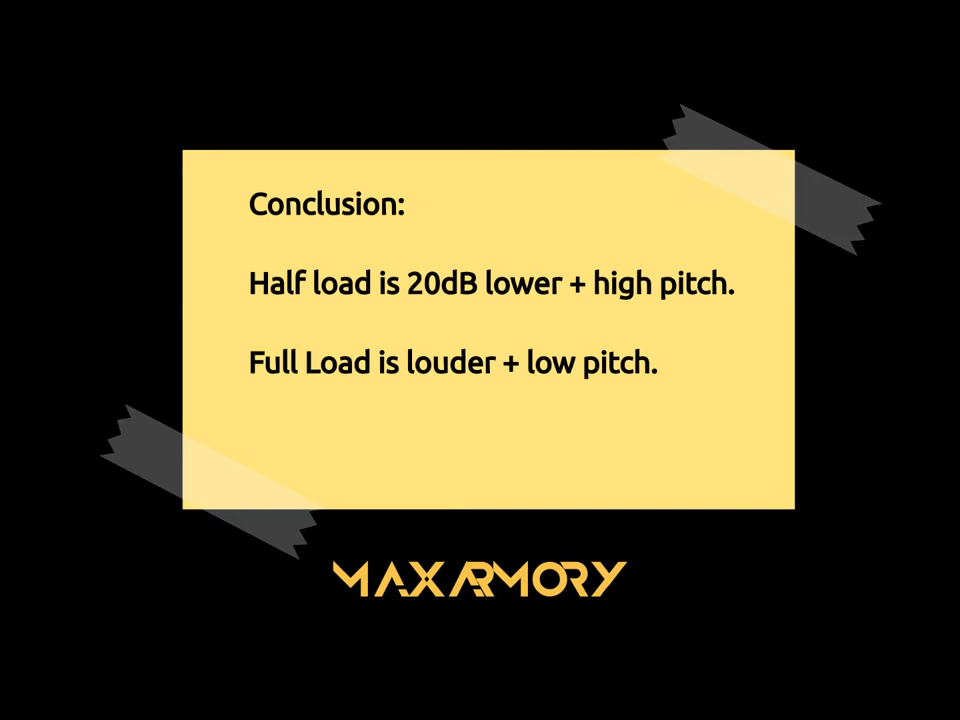 Conclusion:
Half load is 20dB lower + high pitch.
Full Load is louder + low pitch.
MAXARMORY